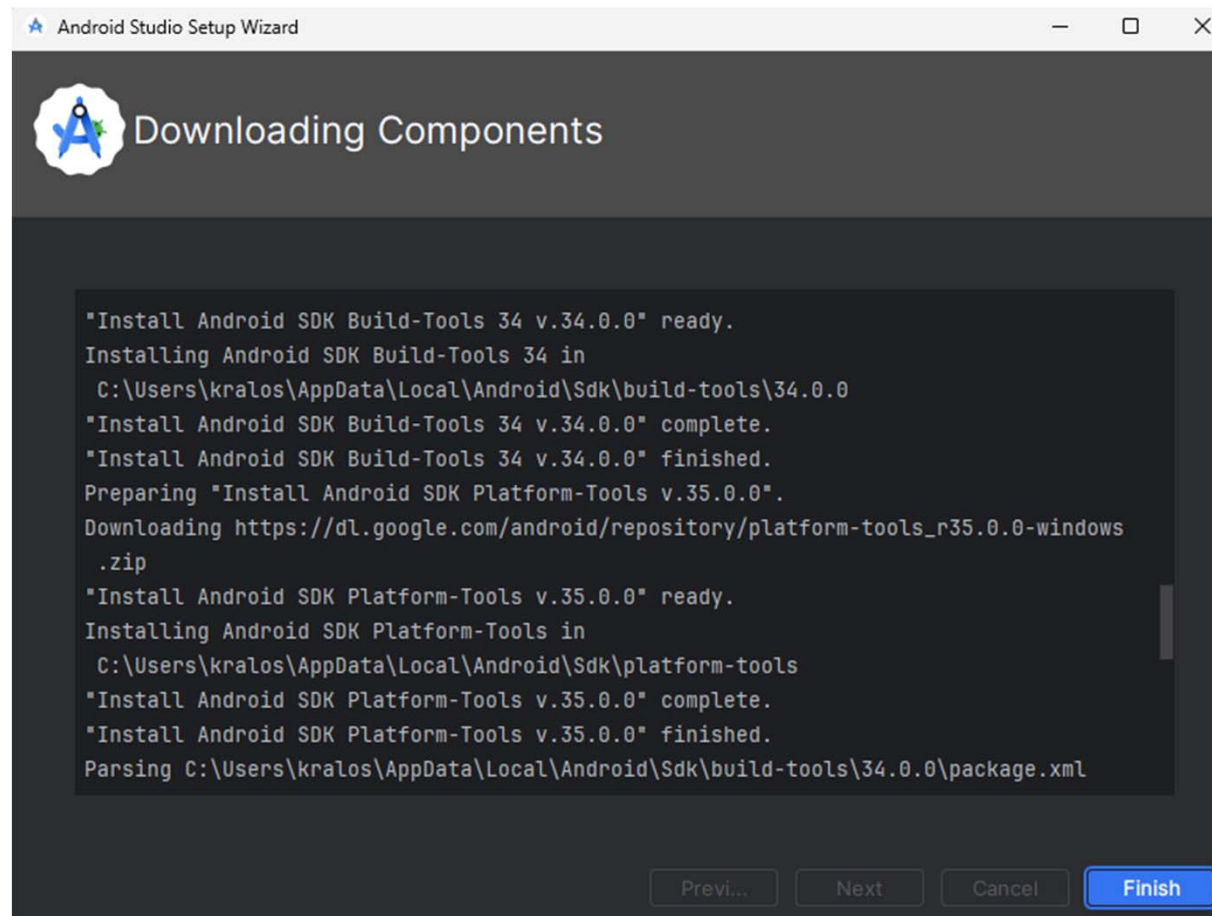 Android Studio Setup Wizard
Downloading Components
"Install Android SDK Build-Tools 34 v.34.0.0" ready.
Installing Android SDK Build-Tools 34 in
C:\Users\kralos\AppData\Local\Android\Sdk\build-tools\34.0.0
"Install Android SDK Build-Tools 34 v.34.0.0" complete.
"Install Android SDK Build-Tools 34 v.34.0.0" finished.
Preparing "Install Android SDK Platform-Tools v.35.0.0".
Downloading https://dl.google.com/android/repository/platform-tools_r35.0.0-windows
.zip
"Install Android SDK Platform-Tools v.35.0.0" ready.
Installing Android SDK Platform-Tools in
C:\Users\kralos\AppData\Local\Android\Sdk\platform-tools
"Install Android SDK Platform-Tools v.35.0.0" complete.
"Install Android SDK Platform-Tools v.35.0.0" finished.
Parsing C:\Users\kralos\AppData\Local\Android\Sdk\build-tools\34.0.0\package.xml
Previ... Next Cancel Finish